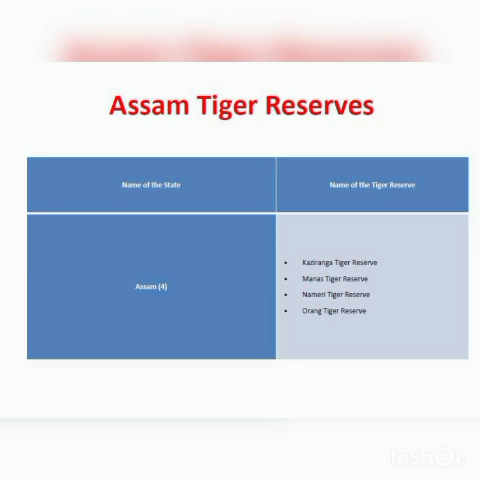 Assam Tiger Reserves
Name of the State
Name of the Tiger Reserve
Assam (4)
• Kaziranga Tiger Reserve
• Manas Tiger Reserve
• Nameri Tiger Reserve
• Orang Tiger Reserve
InShOt